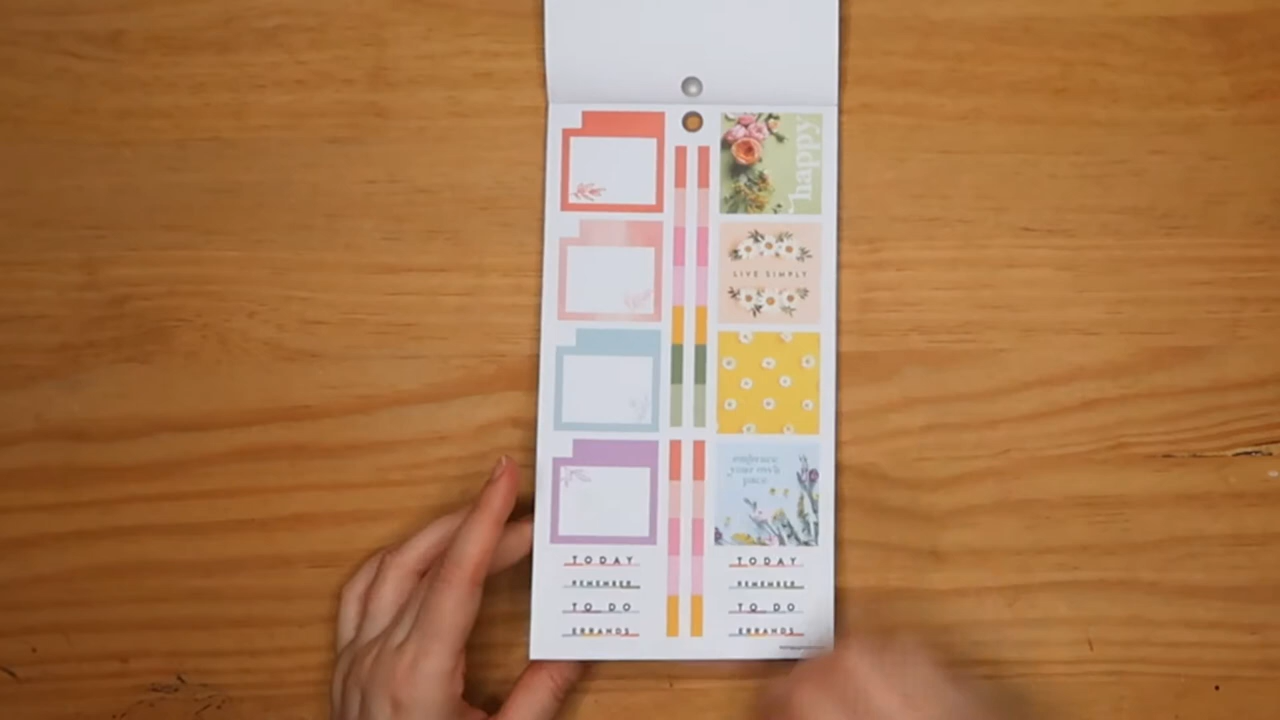 happy
LIVE SIMPLY
embrace
your own
pace
TODAY
REMEMBER
TO DO
ERRANDS
TODAY
REMEMBER
TO DO
ERRANDS